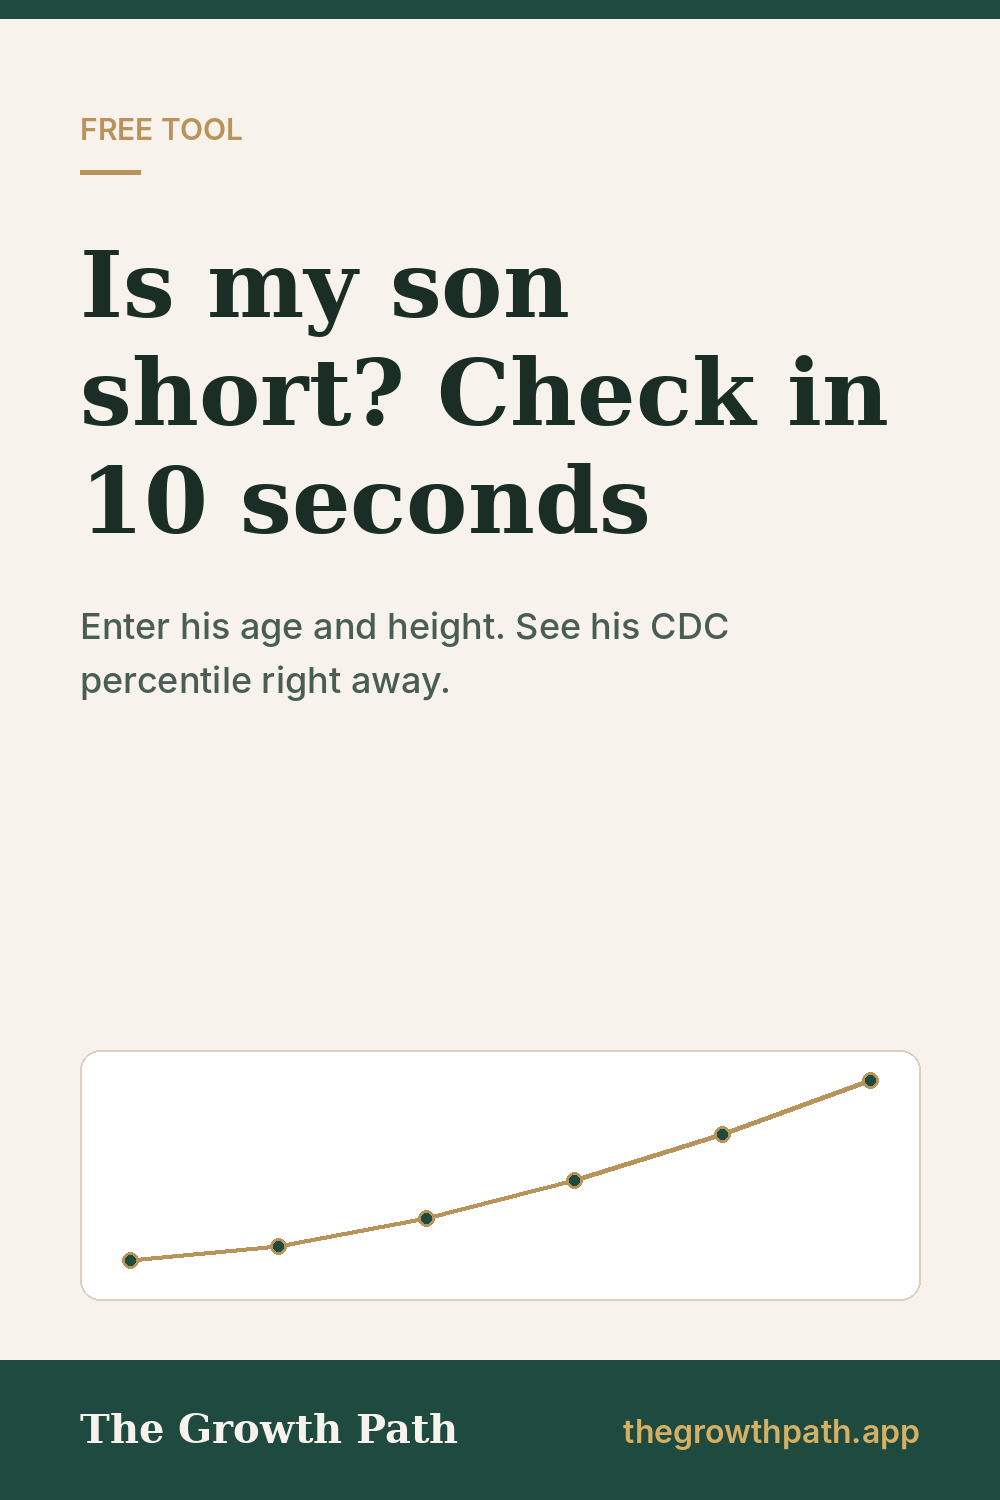 FREE TOOL
Is my son
short? Check in
10 seconds
Enter his age and height. See his CDC
percentile right away.
The Growth Path
thegrowthpath.app